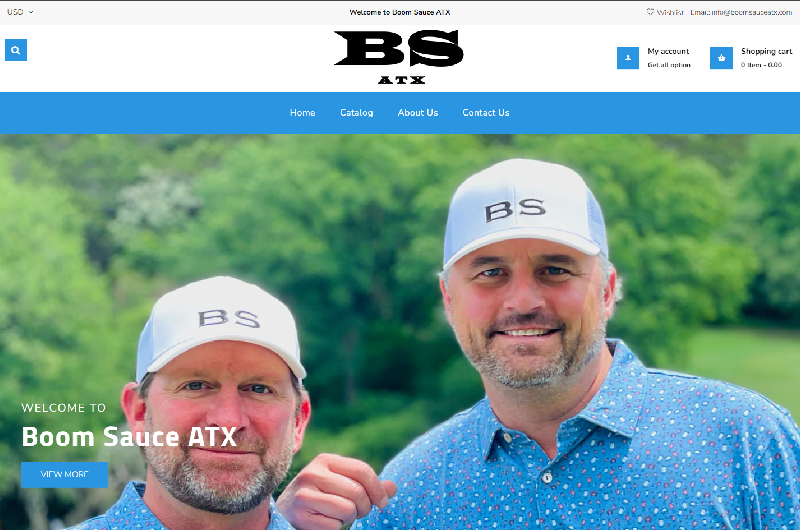 USD
Welcome to Boom Sauce ATX
Wishlist
Email: info@boomsauceatx.com
BS
ATX
My account
Get all option
Shopping cart
0 Item - 0.00
Home
Catalog
About Us
Contact Us
BS
BS
WELCOME TO
Boom Sauce ATX
VIEW MORE